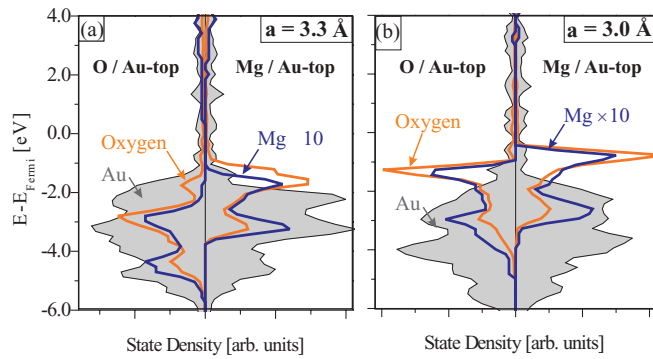 (a)
a = 3.3 Å
O / Au-top
Mg / Au-top
Oxygen
Mg 10
Au
(b)
a = 3.0 Å
O / Au-top
Mg / Au-top
Oxygen
Mg × 10
Au
4.0
2.0
0.0
-2.0
-4.0
-6.0
E - E Fermi [eV]
State Density [arb. units]
State Density [arb. units]